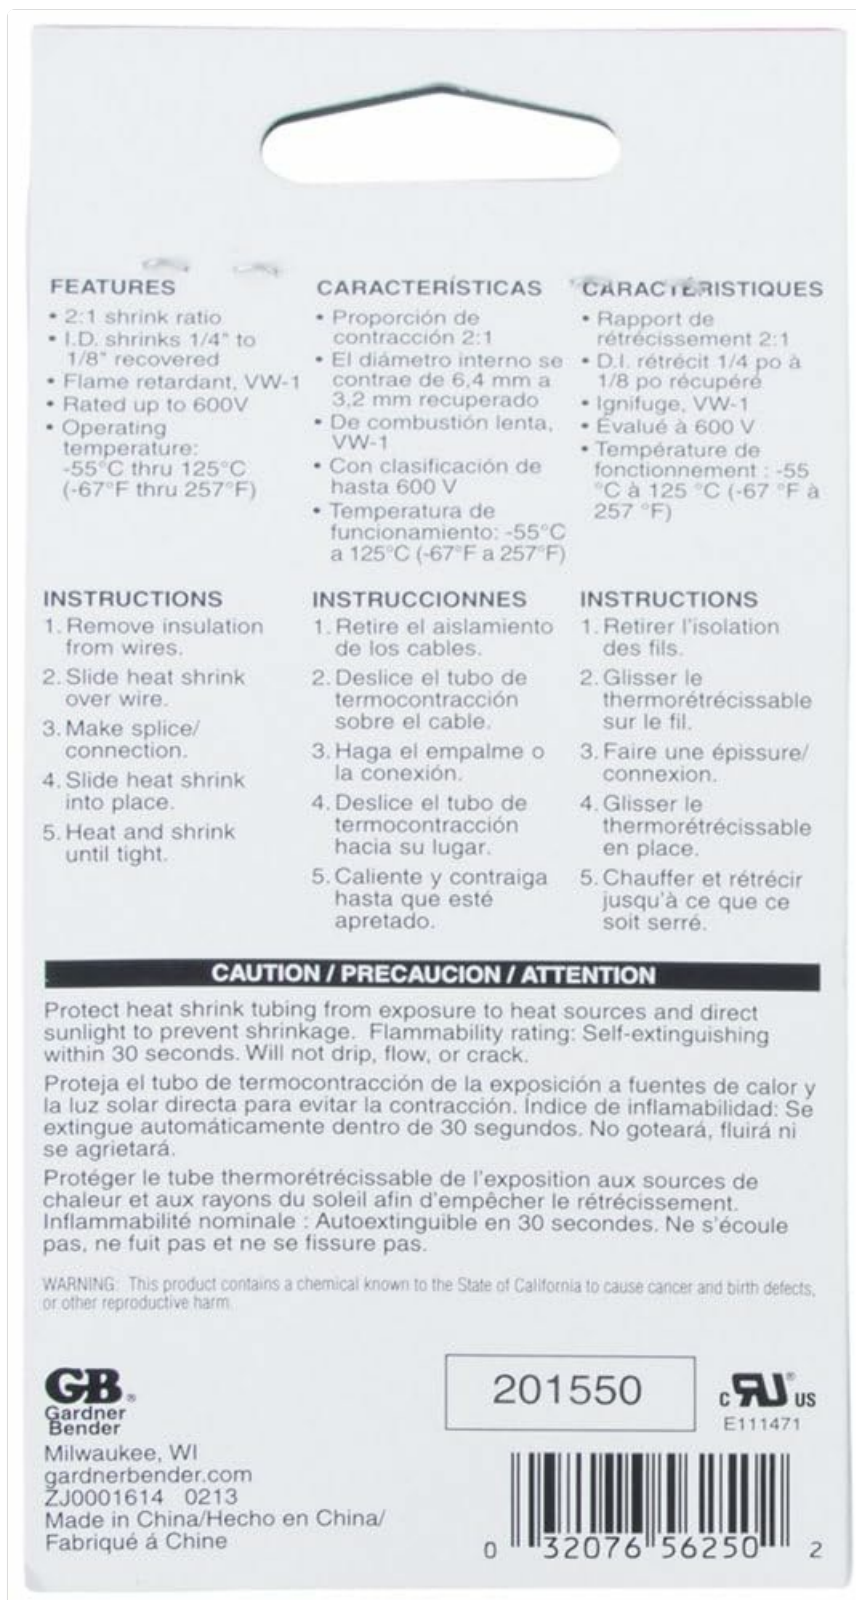 FEATURES
• 2:1 shrink ratio
• I.D. shrinks 1/4" to
1/8" recovered
• Flame retardant, VW-1
• Rated up to 600V
• Operating
temperature:
-55°C thru 125°C
(-67°F thru 257°F)
CARACTERÍSTICAS
• Proporción de
contracción 2:1
• El diámetro interno se
contrae de 6,4 mm a
3,2 mm recuperado
• De combustión lenta,
VW-1
• Con clasificación de
hasta 600 V
• Temperatura de
funcionamiento: -55°C
a 125°C (-67°F a 257°F)
CARACTÉRISTIQUES
• Rapport de
rétrécissement 2:1
• D.I. rétrécit 1/4 po à
1/8 po récupéré
• Ignifuge, VW-1
• Évalué à 600 V
• Température de
fonctionnement : -55
°C à 125 °C (-67 °F à
257 °F)
INSTRUCTIONS
1. Remove insulation
from wires.
2. Slide heat shrink
over wire.
3. Make splice/
connection.
4. Slide heat shrink
into place.
5. Heat and shrink
until tight.
INSTRUCCIONNES
1. Retire el aislamiento
de los cables.
2. Deslice el tubo de
termocontracción
sobre el cable.
3. Haga el empalme o
la conexión.
4. Deslice el tubo de
termocontracción
hacia su lugar.
5. Caliente y contraiga
hasta que esté
apretado.
INSTRUCTIONS
1. Retirer l'isolation
des fils.
2. Glisser le
thermorétrécissable
sur le fil.
3. Faire une épissure/
connexion.
4. Glisser le
thermorétrécissable
en place.
5. Chauffer et rétrécir
jusqu'à ce que ce
soit serré.
CAUTION / PRECAUCION / ATTENTION
Protect heat shrink tubing from exposure to heat sources and direct
sunlight to prevent shrinkage. Flammability rating: Self-extinguishing
within 30 seconds. Will not drip, flow, or crack.
Proteja el tubo de termocontracción de la exposición a fuentes de calor y
la luz solar directa para evitar la contracción. Índice de inflamabilidad: Se
extingue automáticamente dentro de 30 segundos. No goteará, fluirá ni
se agrietará.
Protéger le tube thermorétrécissable de l'exposition aux sources de
chaleur et aux rayons du soleil afin d'empêcher le rétrécissement.
Inflammabilité nominale : Autoextinguible en 30 secondes. Ne s'écoule
pas, ne fuit pas et ne se fissure pas.
WARNING: This product contains a chemical known to the State of California to cause cancer and birth defects,
or other reproductive harm.
GB®
Gardner
Bender
Milwaukee, WI
gardnerbender.com
ZJ0001614 0213
Made in China/Hecho en China/
Fabriqué á Chine
201550
c RU® US
E111471
0 32076 56250 2